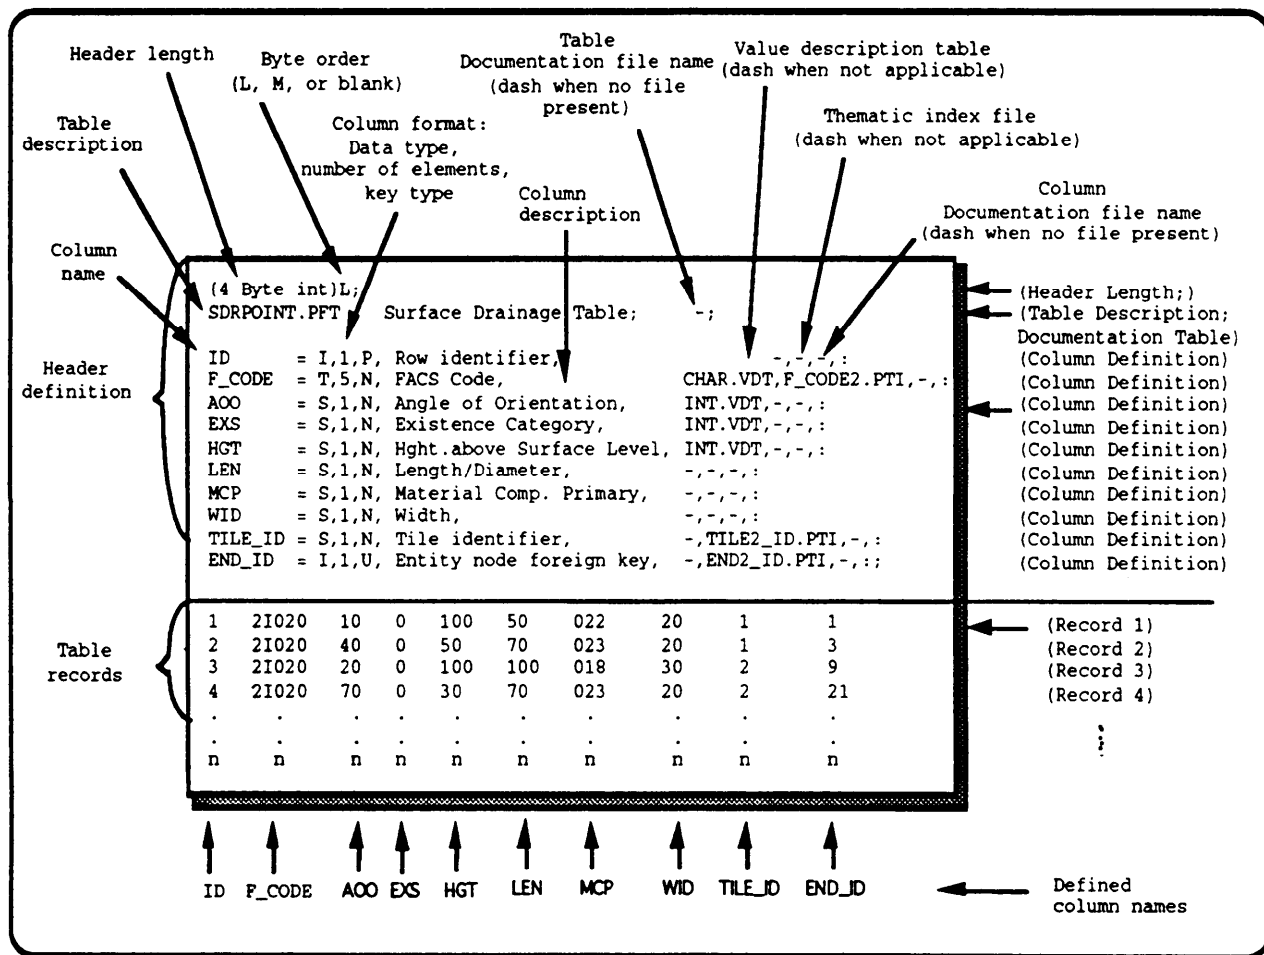 Header length
Byte order
(L, M, or blank)
Table
Documentation file name
(dash when no file
present)
Value description table
(dash when not applicable)
Table
description
Column format:
Data type,
number of elements,
key type
Thematic index file
(dash when not applicable)
Column
description
Column
Documentation file name
(dash when no file present)
Column
name
(4 Byte int)L;
(Header Length;)
SDRPOINT.PFT Surface Drainage Table; -;
(Table Description;
Documentation Table)
Header
definition
ID = I,1,P, Row identifier, -,-,-,:
(Column Definition)
F_CODE = T,5,N, FACS Code, CHAR.VDT,F_CODE2.PTI,-,:
(Column Definition)
AOO = S,1,N, Angle of Orientation, INT.VDT,-,-,:
(Column Definition)
EXS = S,1,N, Existence Category, INT.VDT,-,-,:
(Column Definition)
HGT = S,1,N, Hght.above Surface Level, INT.VDT,-,-,:
(Column Definition)
LEN = S,1,N, Length/Diameter, -,-,-,:
(Column Definition)
MCP = S,1,N, Material Comp. Primary, -,-,-,:
(Column Definition)
WID = S,1,N, Width, -,-,-,:
(Column Definition)
TILE_ID = S,1,N, Tile identifier, -,TILE2_ID.PTI,-,:
(Column Definition)
END_ID = I,1,U, Entity node foreign key, -,END2_ID.PTI,-,:;
(Column Definition)
Table
records
1 2I020 10 0 100 50 022 20 1 1
(Record 1)
2 2I020 40 0 50 70 023 20 1 3
(Record 2)
3 2I020 20 0 100 100 018 30 2 9
(Record 3)
4 2I020 70 0 30 70 023 20 2 21
(Record 4)
. . . . . . . . . .
. . . . . . . . . .
n n n n n n n n n n
ID F_CODE AOO EXS HGT LEN MCP WID TILE_ID END_ID
Defined
column names